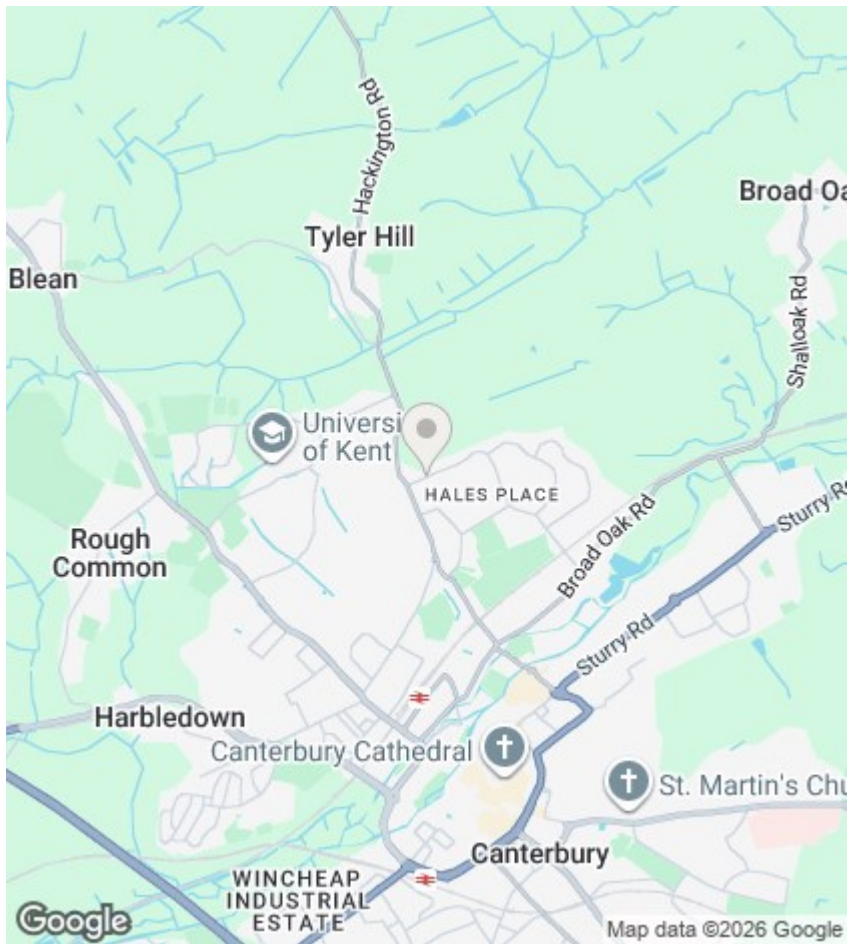 Hackington Rd
Broad Oa
Tyler Hill
Blean
Shalloak Rd
Universi
of Kent
HALES PLACE
Broad Oak Rd
Sturry Rd
Rough
Common
Sturry Rd
Harbledown
Canterbury Cathedral
St. Martin's Chu
Canterbury
WINCHEAP
INDUSTRIAL
ESTATE
Google
Map data ©2026 Google